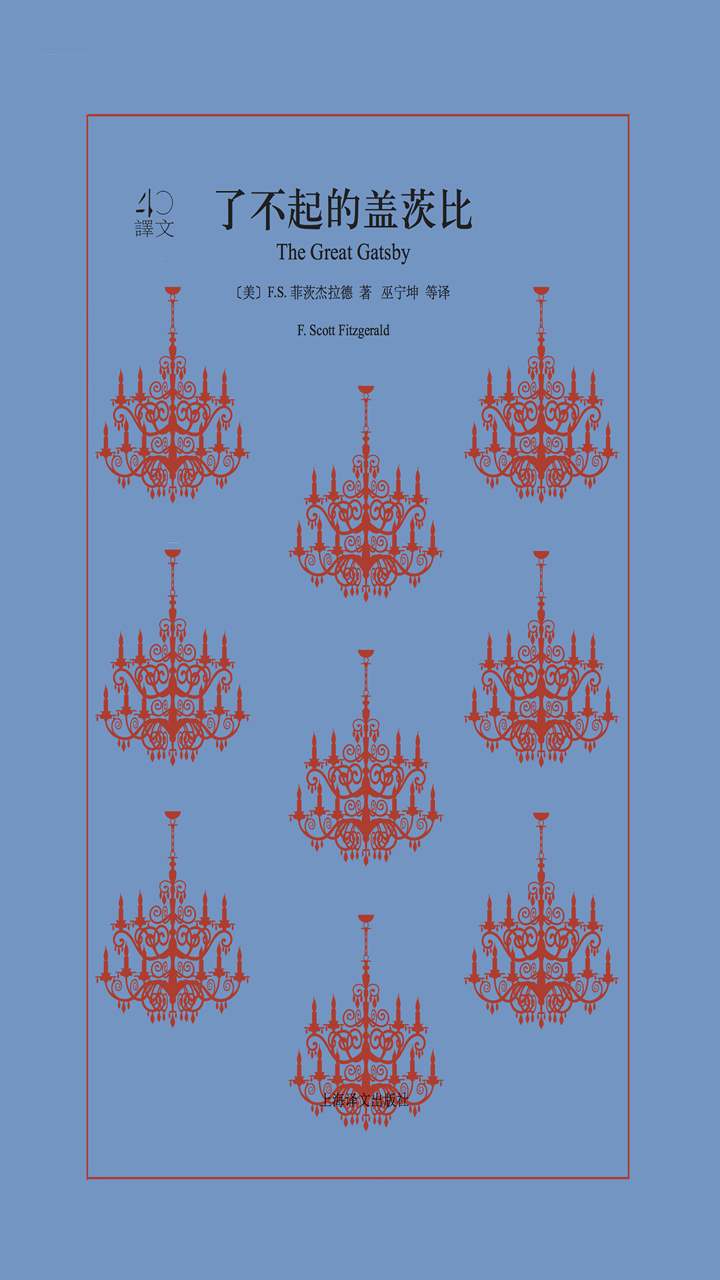 40
譯文
了不起的盖茨比
The Great Gatsby
〔美〕F.S. 菲茨杰拉德 著 巫宁坤 等译
F. Scott Fitzgerald
上海译文出版社